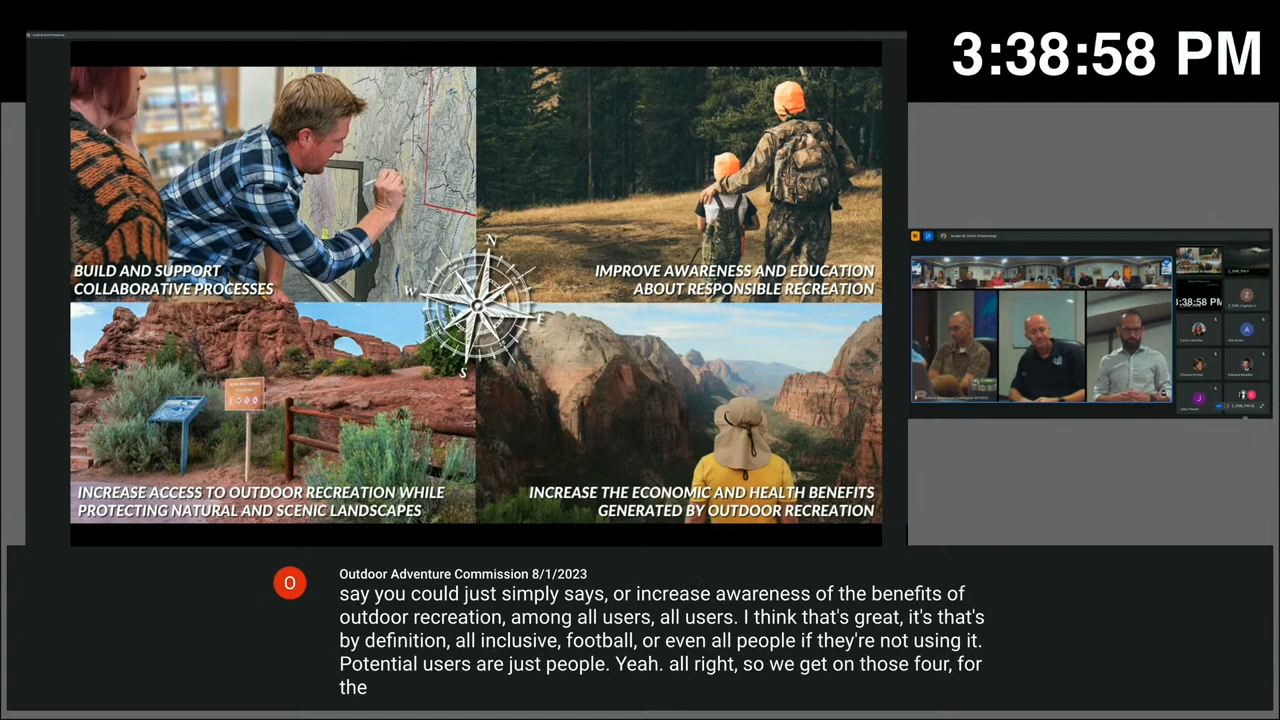 3:38:58 PM
BUILD AND SUPPORT
COLLABORATIVE PROCESSES
IMPROVE AWARENESS AND EDUCATION
ABOUT RESPONSIBLE RECREATION
N
W
E
S
INCREASE ACCESS TO OUTDOOR RECREATION WHILE
PROTECTING NATURAL AND SCENIC LANDSCAPES
INCREASE THE ECONOMIC AND HEALTH BENEFITS
GENERATED BY OUTDOOR RECREATION
3:38:58 PM
O
Outdoor Adventure Commission 8/1/2023
say you could just simply says, or increase awareness of the benefits of
outdoor recreation, among all users, all users. I think that's great, it's that's
by definition, all inclusive, football, or even all people if they're not using it.
Potential users are just people. Yeah. all right, so we get on those four, for
the